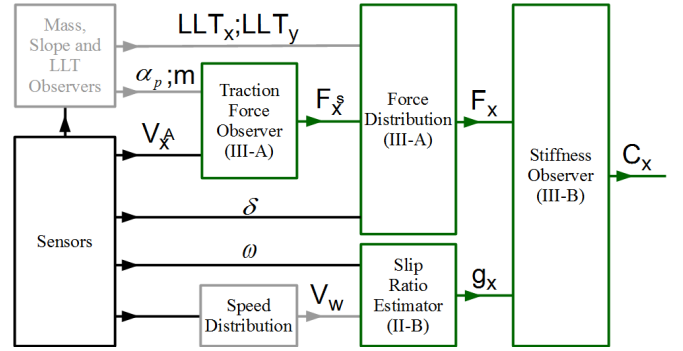 Mass,
Slope and
LLT
Observers
LLTx;LLTy
αp;m
Traction
Force
Observer
(III-A)
Fxs
Force
Distribution
(III-A)
Fx
VxA
Stiffness
Observer
(III-B)
Cx
Sensors
δ
ω
Slip
Ratio
Estimator
(II-B)
gx
Speed
Distribution
Vw